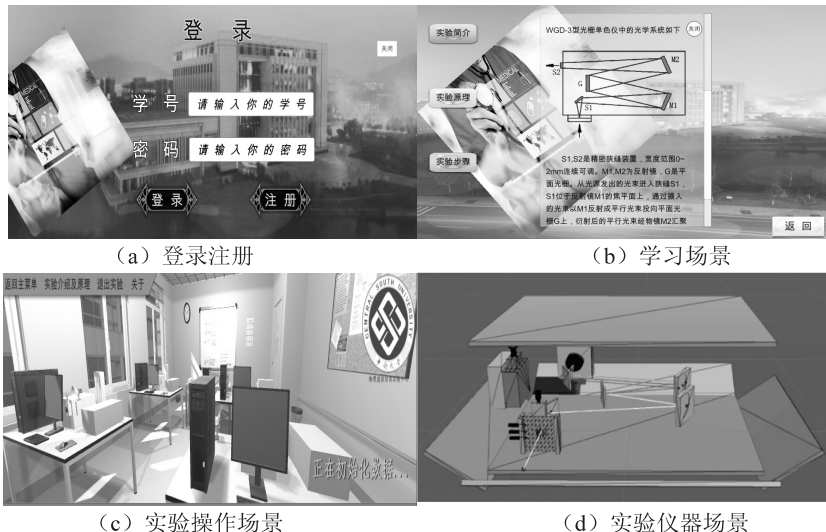 登 录
关闭
学 号
请 输 入 你 的 学 号
密 码
请 输 入 你 的 密 码
登 录
注 册
(a) 登录注册
实验简介
实验原理
实验步骤
WGD-3型光栅单色仪中的光学系统如下
关闭
M2
S2
G
S1
M1
S1,S2是精密狭缝装置，宽度范围0~
2mm连续可调。M1,M2为反射镜，G是平
面光栅。从光源发出的光束进入狭缝S1，
S1位于反射镜M1的焦平面上，通过摄入
的光束以M1反射成平行光束投向平面光
栅G上，衍射后的平行光束经物镜M2汇聚
返 回
(b) 学习场景
返回主菜单 实验介绍及原理 退出实验 关于
CENTRAL SOUTH UNIVERSITY
正在初始化数据...
(c) 实验操作场景
(d) 实验仪器场景